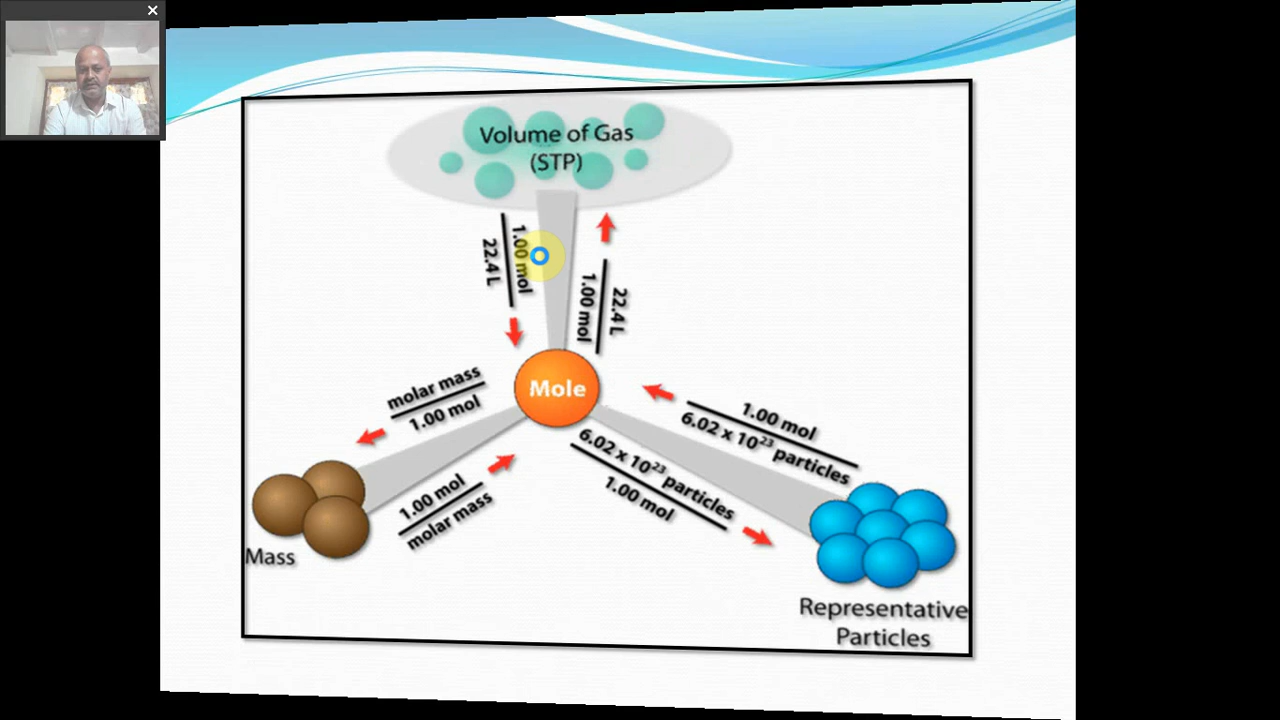 Volume of Gas
(STP)
1.00 mol
22.4 L
22.4 L
1.00 mol
Mole
molar mass
1.00 mol
1.00 mol
molar mass
1.00 mol
6.02 x 10²³ particles
6.02 x 10²³ particles
1.00 mol
Mass
Representative
Particles